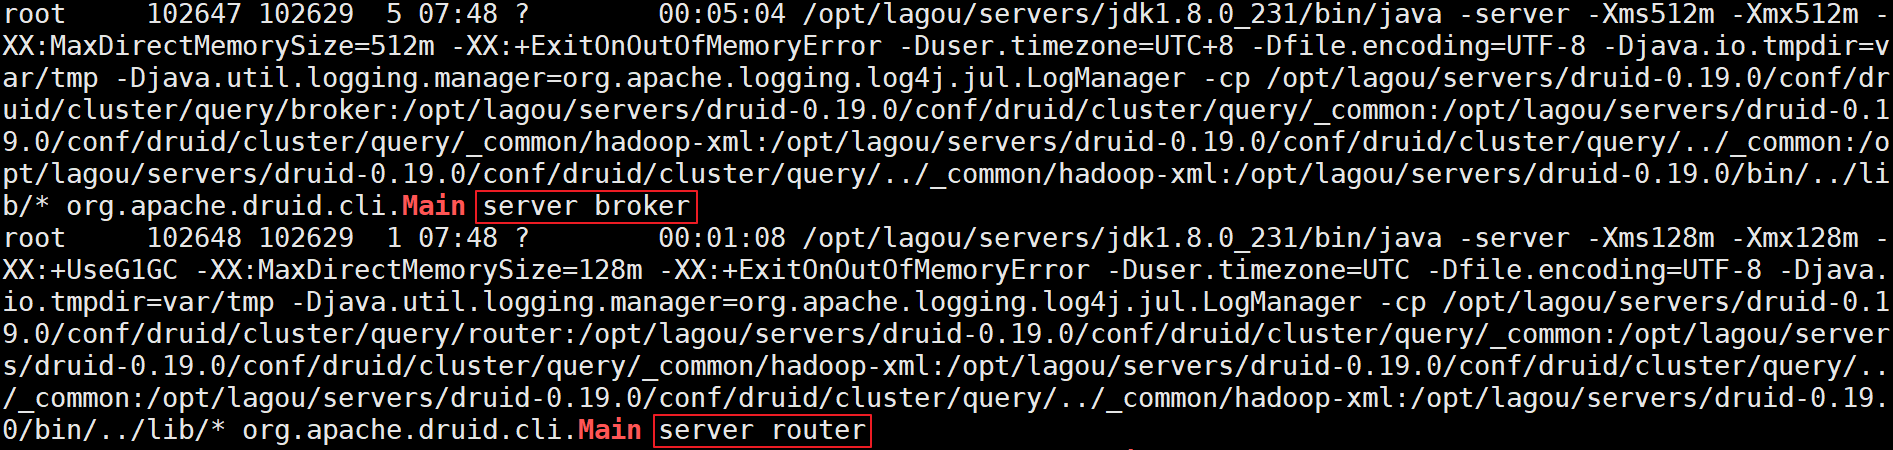 root     102647 102629  5 07:48 ?        00:05:04 /opt/lagou/servers/jdk1.8.0_231/bin/java -server -Xms512m -Xmx512m -
XX:MaxDirectMemorySize=512m -XX:+ExitOnOutOfMemoryError -Duser.timezone=UTC+8 -Dfile.encoding=UTF-8 -Djava.io.tmpdir=v
ar/tmp -Djava.util.logging.manager=org.apache.logging.log4j.jul.LogManager -cp /opt/lagou/servers/druid-0.19.0/conf/dr
uid/cluster/query/broker:/opt/lagou/servers/druid-0.19.0/conf/druid/cluster/query/_common:/opt/lagou/servers/druid-0.1
9.0/conf/druid/cluster/query/_common/hadoop-xml:/opt/lagou/servers/druid-0.19.0/conf/druid/cluster/query/../_common:/o
pt/lagou/servers/druid-0.19.0/conf/druid/cluster/query/../_common/hadoop-xml:/opt/lagou/servers/druid-0.19.0/bin/../li
b/* org.apache.druid.cli.Main server broker
root     102648 102629  1 07:48 ?        00:01:08 /opt/lagou/servers/jdk1.8.0_231/bin/java -server -Xms128m -Xmx128m -
XX:+UseG1GC -XX:MaxDirectMemorySize=128m -XX:+ExitOnOutOfMemoryError -Duser.timezone=UTC -Dfile.encoding=UTF-8 -Djava.
io.tmpdir=var/tmp -Djava.util.logging.manager=org.apache.logging.log4j.jul.LogManager -cp /opt/lagou/servers/druid-0.1
9.0/conf/druid/cluster/query/router:/opt/lagou/servers/druid-0.19.0/conf/druid/cluster/query/_common:/opt/lagou/server
s/druid-0.19.0/conf/druid/cluster/query/_common/hadoop-xml:/opt/lagou/servers/druid-0.19.0/conf/druid/cluster/query/..
/_common:/opt/lagou/servers/druid-0.19.0/conf/druid/cluster/query/../_common/hadoop-xml:/opt/lagou/servers/druid-0.19.
0/bin/../lib/* org.apache.druid.cli.Main server router